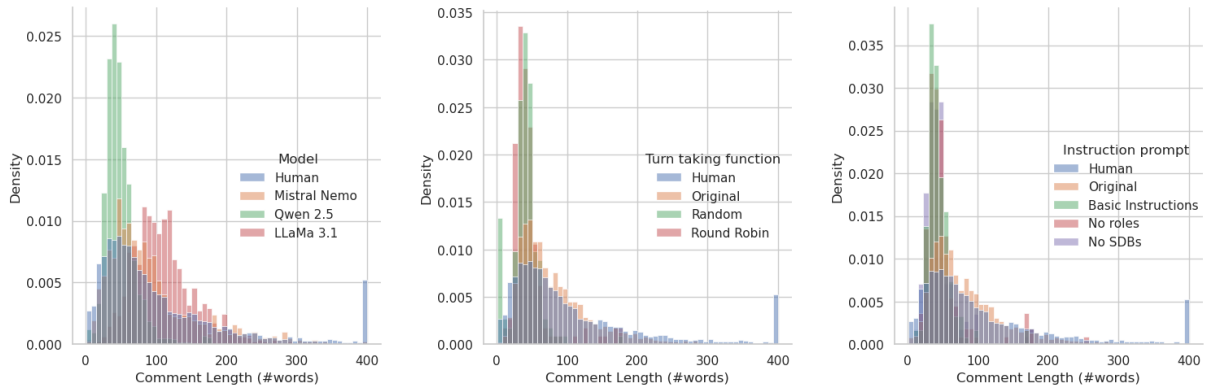 0.025
0.020
0.015
0.010
0.005
0.000
Density
0
100
200
300
400
Comment Length (#words)
Model
Human
Mistral Nemo
Qwen 2.5
LLaMa 3.1
0.035
0.030
0.025
0.020
0.015
0.010
0.005
0.000
Density
0
100
200
300
400
Comment Length (#words)
Turn taking function
Human
Original
Random
Round Robin
0.035
0.030
0.025
0.020
0.015
0.010
0.005
0.000
Density
0
100
200
300
400
Comment Length (#words)
Instruction prompt
Human
Original
Basic Instructions
No roles
No SDBs